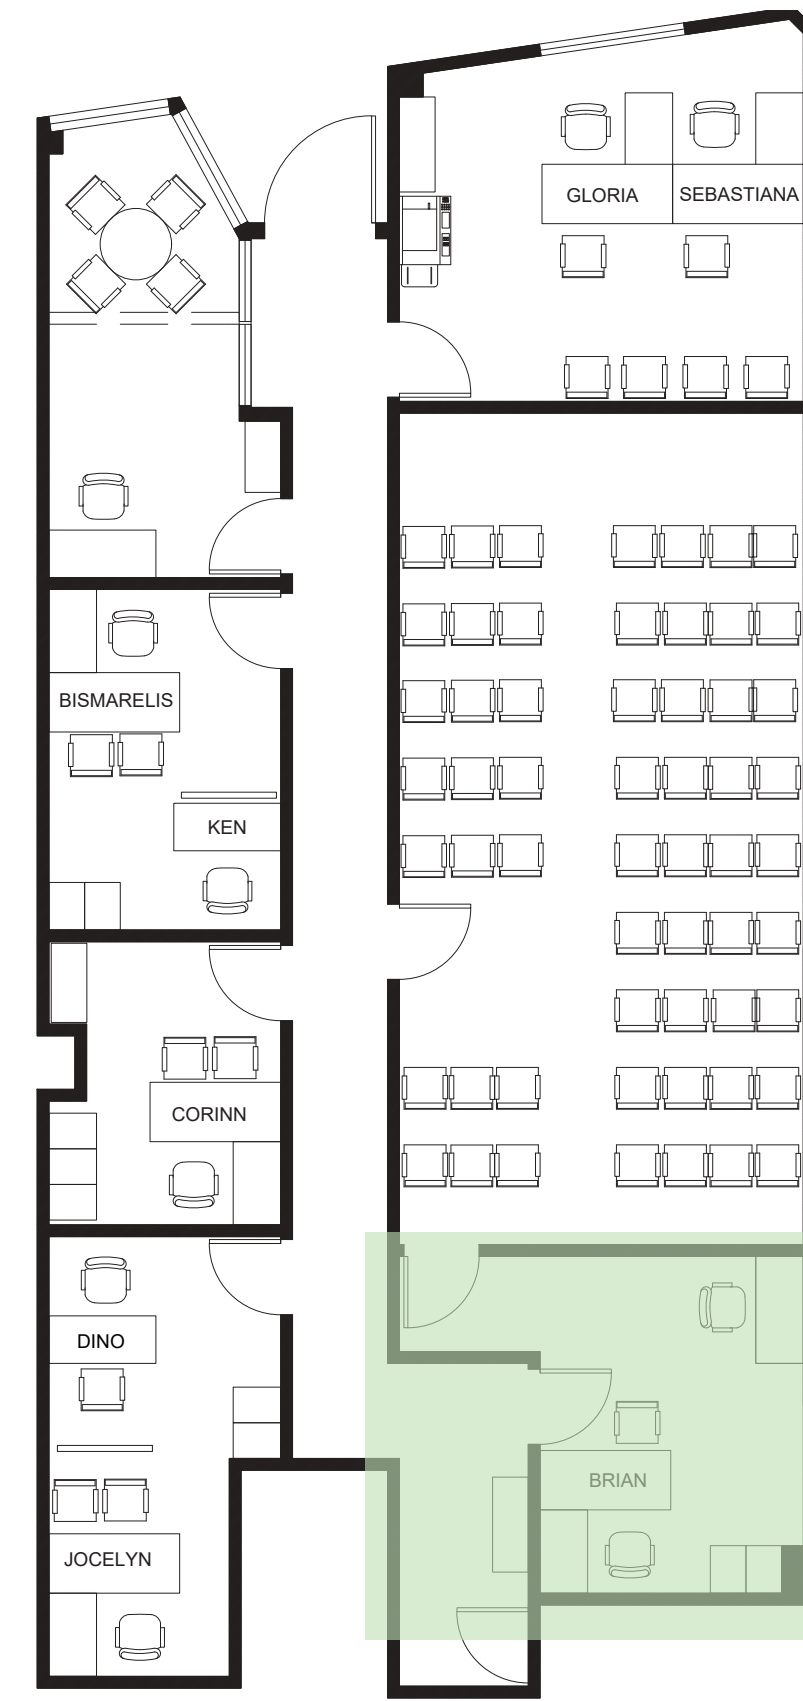 GLORIA
SEBASTIANA
BISMARELIS
KEN
CORINN
DINO
BRIAN
JOCELYN